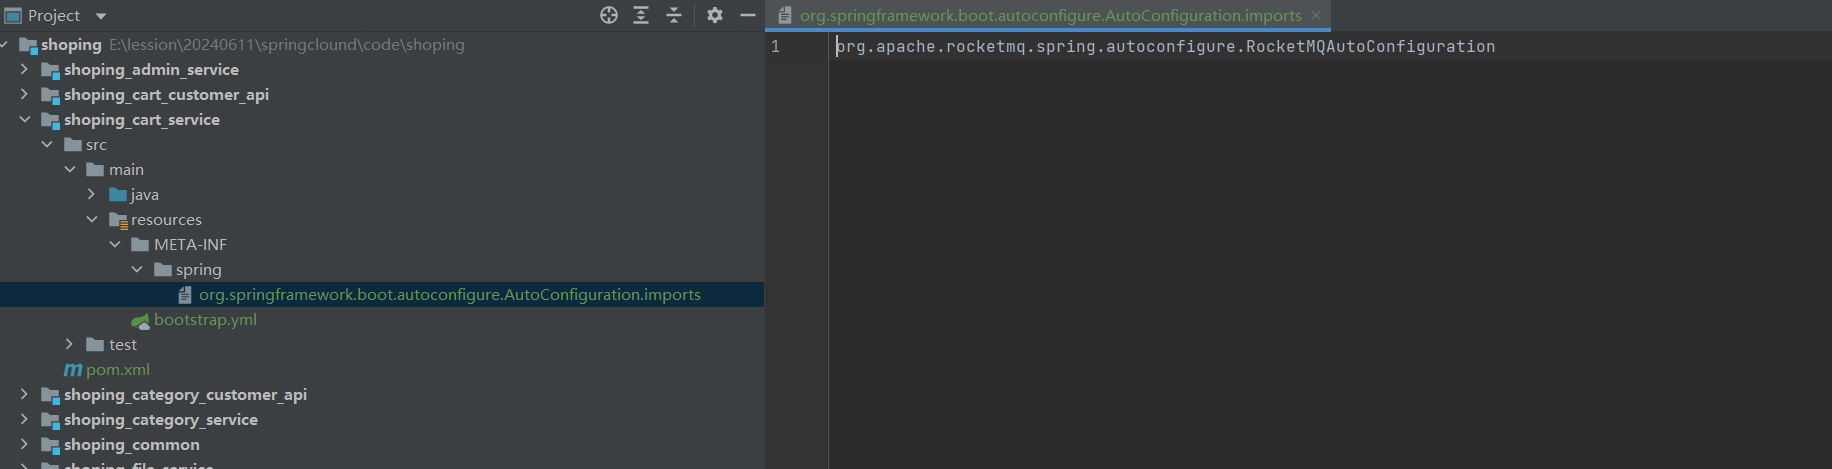 Project
shoping E:\lession\20240611\springclound\code\shoping
shoping_admin_service
shoping_cart_customer_api
shoping_cart_service
src
main
java
resources
META-INF
spring
org.springframework.boot.autoconfigure.AutoConfiguration.imports
bootstrap.yml
test
pom.xml
shoping_category_customer_api
shoping_category_service
shoping_common
shoping_file_service
org.springframework.boot.autoconfigure.AutoConfiguration.imports
1 org.apache.rocketmq.spring.autoconfigure.RocketMQAutoConfiguration